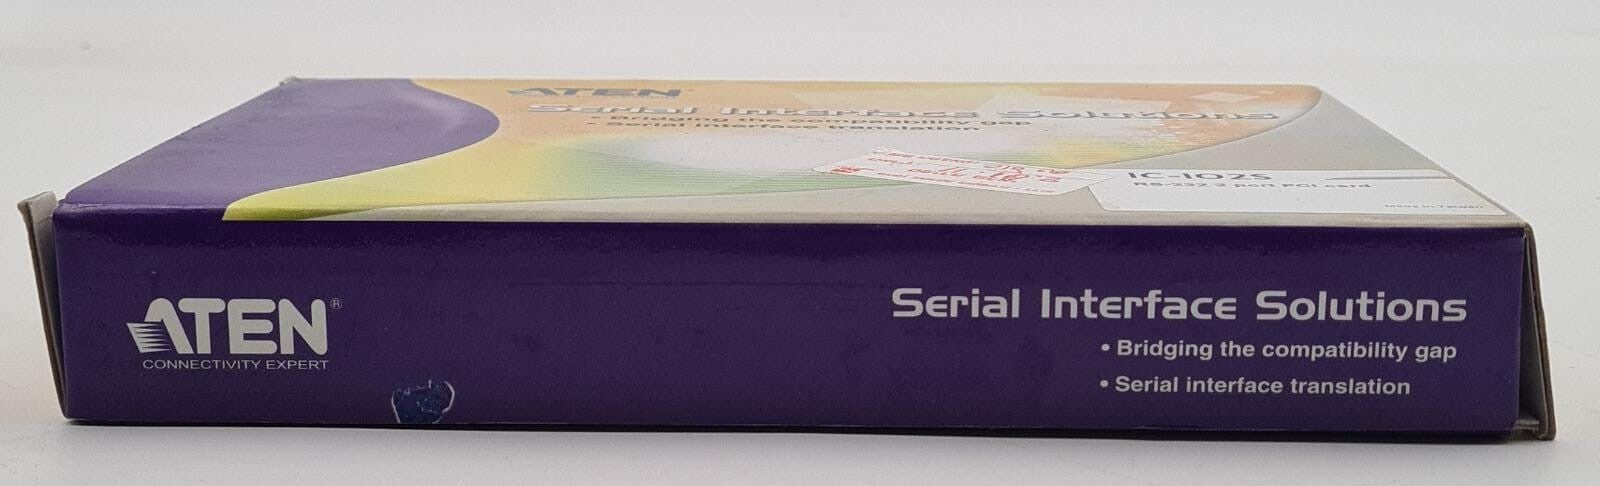 ATEN
Serial Interface Solutions
• Bridging the compatibility gap
• Serial interface translation
IC-102S
RS-232 2 port PCI card
Made in Taiwan
ATEN®
CONNECTIVITY EXPERT
Serial Interface Solutions
• Bridging the compatibility gap
• Serial interface translation